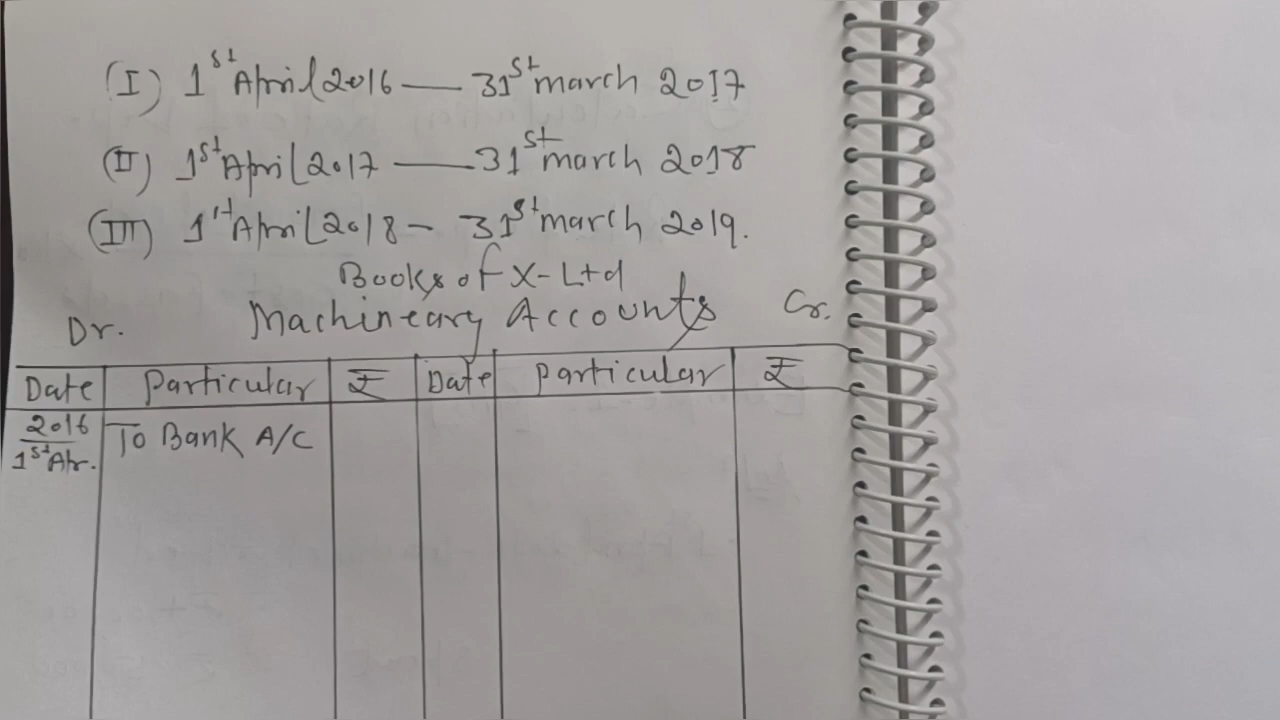 (I) 1st April 2016 — 31st march 2017
(II) 1st April 2017 — 31st march 2018
(III) 1st April 2018 - 31st march 2019.
Books of X-Ltd
Dr. Machineary Accounts Cr.
Date Particular ₹ Date particular ₹
2016 To Bank A/C
1st Apr.